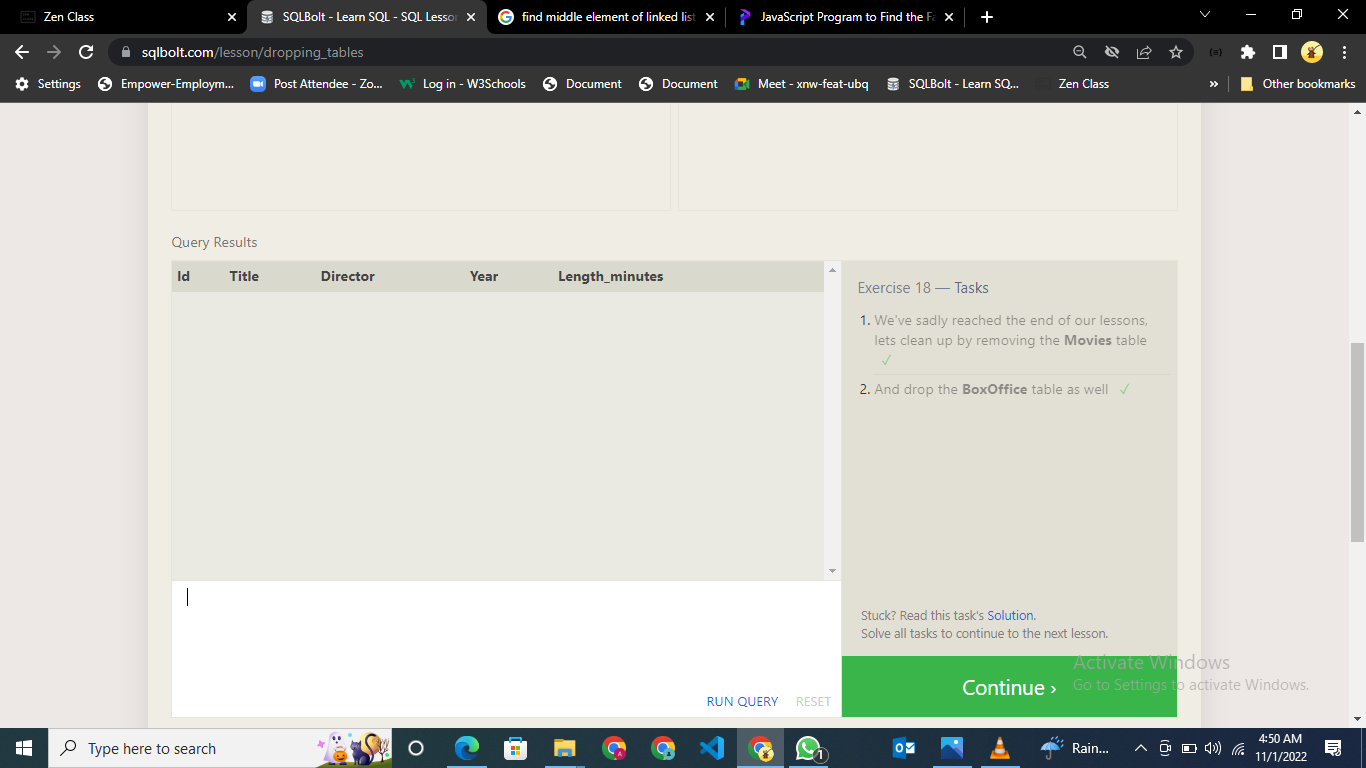 Zen Class
SQLBolt - Learn SQL - SQL Lesson
find middle element of linked list
JavaScript Program to Find the Fa
sqlbolt.com/lesson/dropping_tables
Settings
Empower-Employm...
Post Attendee - Zo...
Log in - W3Schools
Document
Document
Meet - xnw-feat-ubq
SQLBolt - Learn SQ...
Zen Class
»
Other bookmarks
Query Results
Id Title Director Year Length_minutes
Exercise 18 — Tasks
1. We've sadly reached the end of our lessons,
lets clean up by removing the Movies table
✓
2. And drop the BoxOffice table as well ✓
Stuck? Read this task's Solution.
Solve all tasks to continue to the next lesson.
RUN QUERY RESET
Continue ›
Activate Windows
Go to Settings to activate Windows.
Type here to search
1
Rain...
4:50 AM
11/1/2022